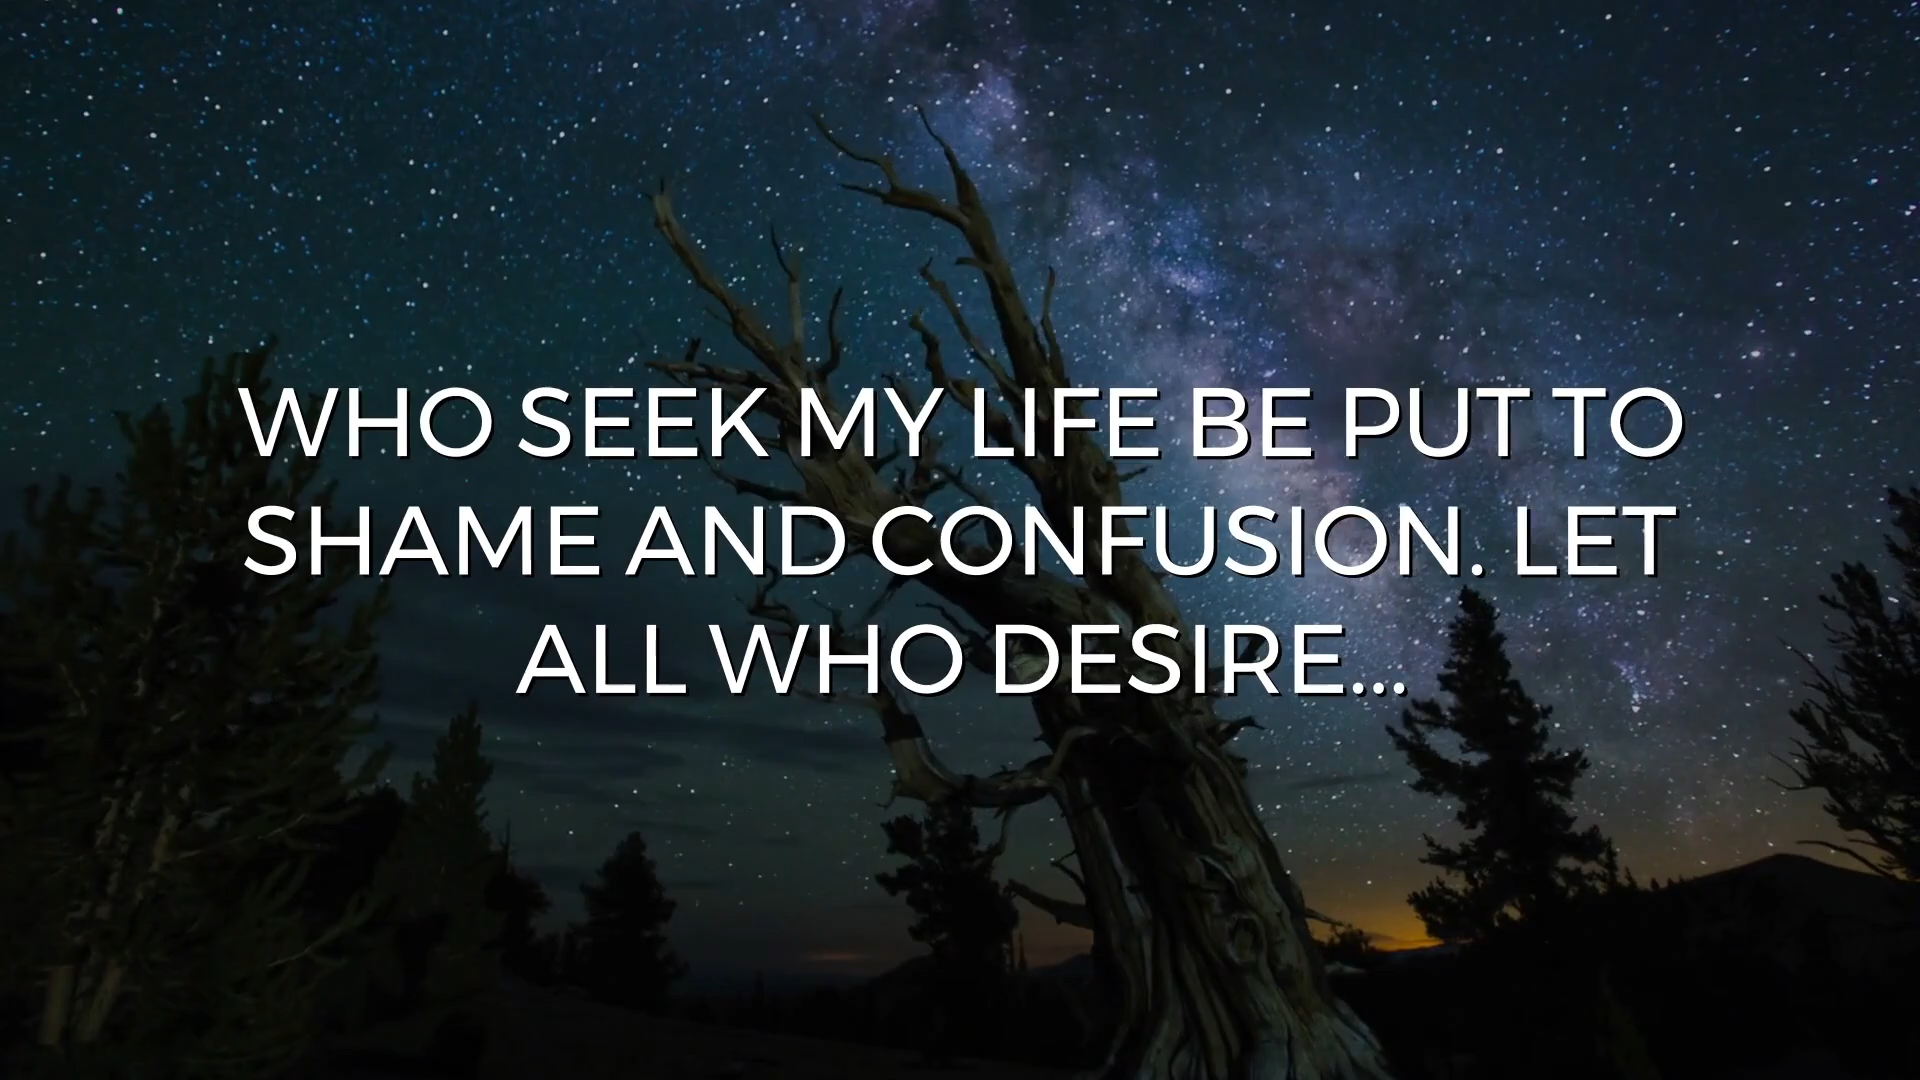 WHO SEEK MY LIFE BE PUT TO
SHAME AND CONFUSION. LET
ALL WHO DESIRE...